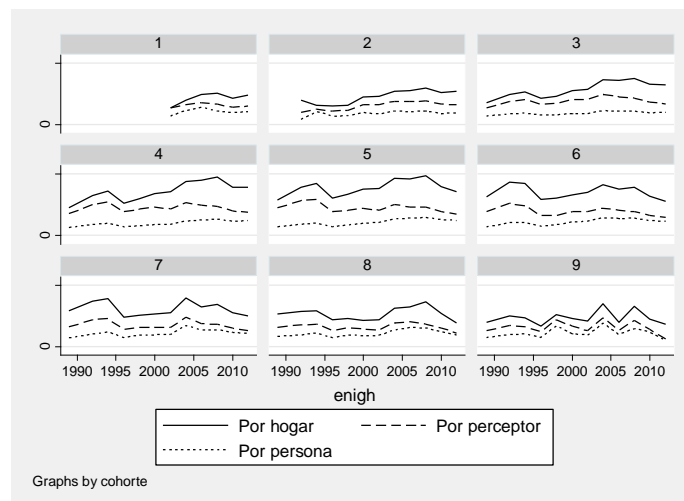 1 2 3
0
4 5 6
0
7 8 9
0
1990 1995 2000 2005 2010 1990 1995 2000 2005 2010 1990 1995 2000 2005 2010
enigh
Por hogar Por perceptor
Por persona
Graphs by cohorte